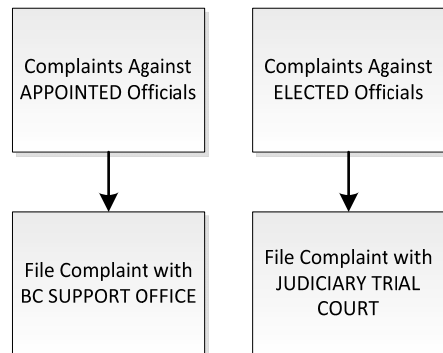 Complaints Against
APPOINTED Officials
Complaints Against
ELECTED Officials
File Complaint with
BC SUPPORT OFFICE
File Complaint with
JUDICIARY TRIAL
COURT